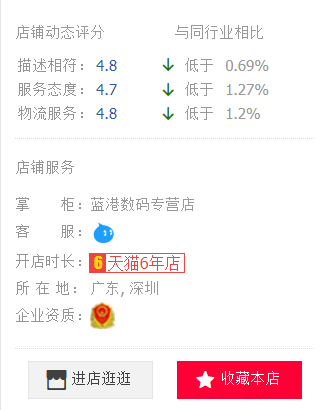 店铺动态评分 与同行业相比
描述相符： 4.8 低于 0.69%
服务态度： 4.7 低于 1.27%
物流服务： 4.8 低于 1.2%
店铺服务
掌 柜：蓝港数码专营店
客 服：
开店时长： 6 天猫6年店
所 在 地： 广东, 深圳
企业资质：
进店逛逛 收藏本店